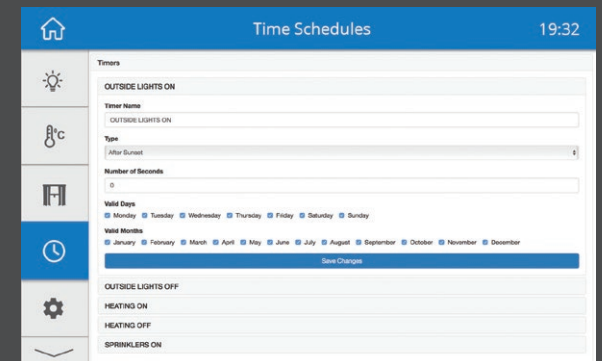 Time Schedules 19:32
Timers
OUTSIDE LIGHTS ON
Timer Name
OUTSIDE LIGHTS ON
Type
After Sunset
Number of Seconds
0
Valid Days
Monday Tuesday Wednesday Thursday Friday Saturday Sunday
Valid Months
January February March April May June July August September October November December
Save Changes
OUTSIDE LIGHTS OFF
°C
HEATING ON
HEATING OFF
SPRINKLERS ON